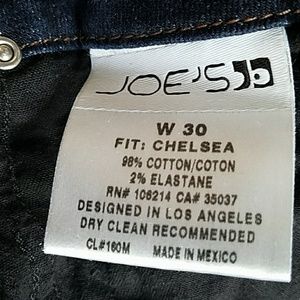 JOE'S
W 30
FIT: CHELSEA
98% COTTON/COTON
2% ELASTANE
RN# 106214 CA# 35037
DESIGNED IN LOS ANGELES
DRY CLEAN RECOMMENDED
CL#160M MADE IN MEXICO